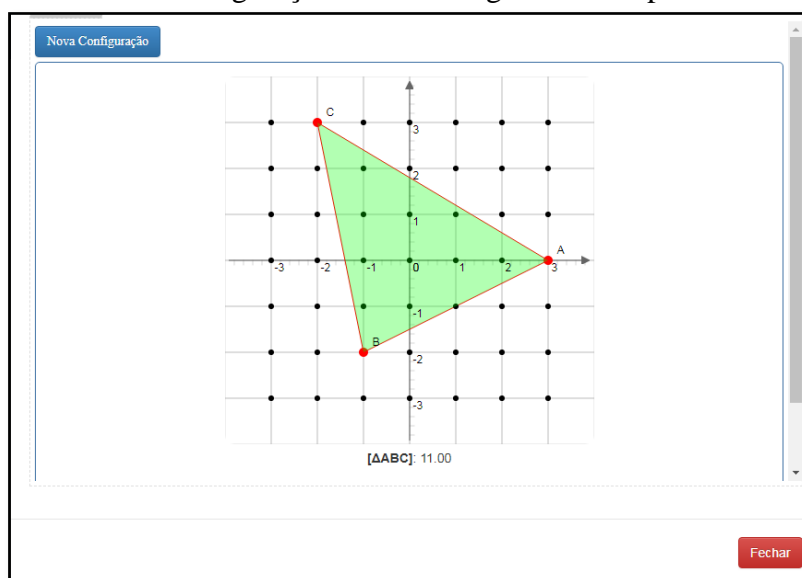 Nova Configuração
C
3
2
1
A
-3 -2 -1 0 1 2 3
-1
B
-2
-3
[ΔABC]: 11.00
Fechar